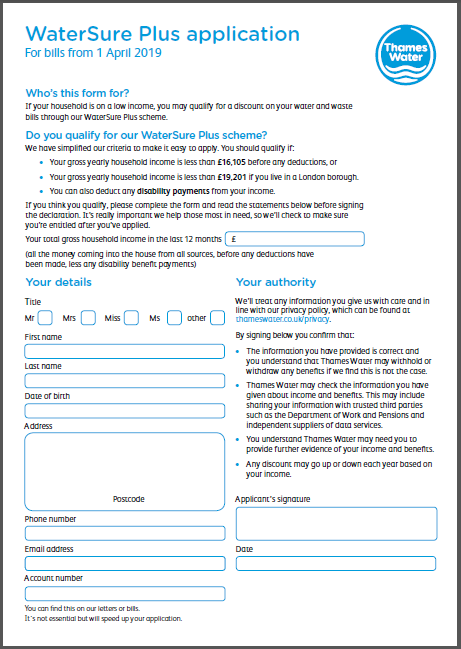 WaterSure Plus application
For bills from 1 April 2019
Thames
Water
Who's this form for?
If your household is on a low income, you may qualify for a discount on your water and waste
bills through our WaterSure Plus scheme.
Do you qualify for our WaterSure Plus scheme?
We have simplified our criteria to make it easy to apply. You should qualify if:
• Your gross yearly household income is less than £16,105 before any deductions, or
• Your gross yearly household income is less than £19,201 if you live in a London borough.
• You can also deduct any disability payments from your income.
If you think you qualify, please complete the form and read the statements below before signing
the declaration. It's really important we help those most in need, so we'll check to make sure
you're entitled after you've applied.
Your total gross household income in the last 12 months £
(all the money coming into the house from all sources, before any deductions have
been made, less any disability benefit payments)
Your details
Title
Mr Mrs Miss Ms other
First name
Last name
Date of birth
Address
Postcode
Phone number
Email address
Account number
You can find this on our letters or bills.
It's not essential but will speed up your application.
Your authority
We'll treat any information you give us with care and in
line with our privacy policy, which can be found at
thameswater.co.uk/privacy.
By signing below you confirm that:
• The information you have provided is correct and
you understand that Thames Water may withhold or
withdraw any benefits if we find this is not the case.
• Thames Water may check the information you have
given about income and benefits. This may include
sharing your information with trusted third parties
such as the Department of Work and Pensions and
independent suppliers of data services.
• You understand Thames Water may need you to
provide further evidence of your income and benefits.
• Any discount may go up or down each year based on
your income.
Applicant's signature
Date